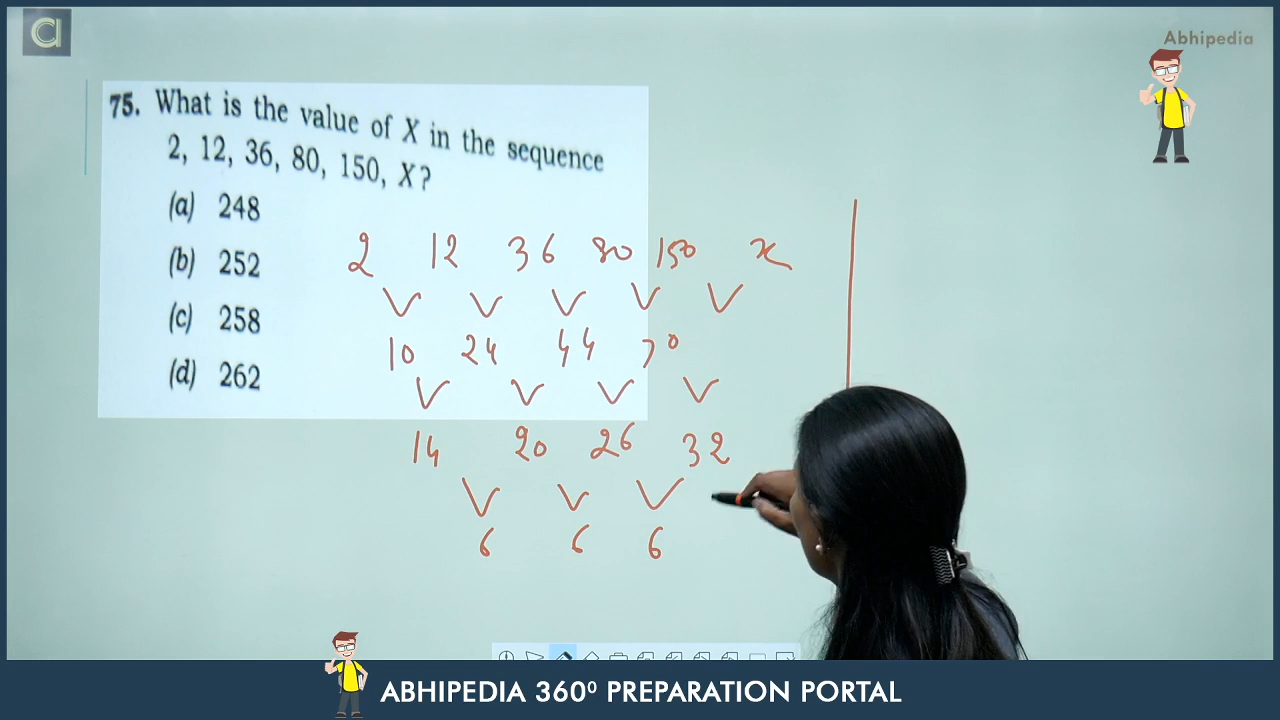 Abhipedia
75. What is the value of X in the sequence
2, 12, 36, 80, 150, X?
(a) 248
(b) 252
(c) 258
(d) 262
2 12 36 80 150 x
10 24 44 70
14 20 26 32
6 6 6
ABHIPEDIA 360⁰ PREPARATION PORTAL